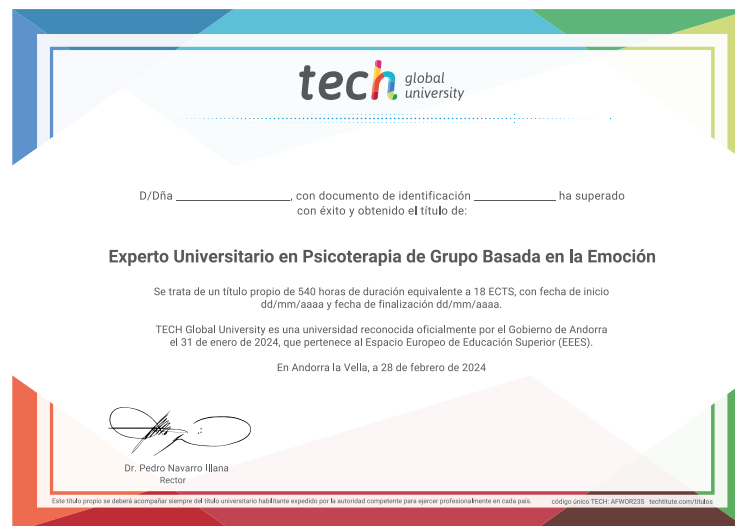 tech global university
D/Dña ________________, con documento de identificación ____________ ha superado
con éxito y obtenido el título de:
Experto Universitario en Psicoterapia de Grupo Basada en la Emoción
Se trata de un título propio de 540 horas de duración equivalente a 18 ECTS, con fecha de inicio
dd/mm/aaaa y fecha de finalización dd/mm/aaaa.
TECH Global University es una universidad reconocida oficialmente por el Gobierno de Andorra
el 31 de enero de 2024, que pertenece al Espacio Europeo de Educación Superior (EEES).
En Andorra la Vella, a 28 de febrero de 2024
Dr. Pedro Navarro Illana
Rector
Este título propio se deberá acompañar siempre del título universitario habilitante expedido por la autoridad competente para ejercer profesionalmente en cada país. código único TECH: AFWOR235 techtitute.com/titulos